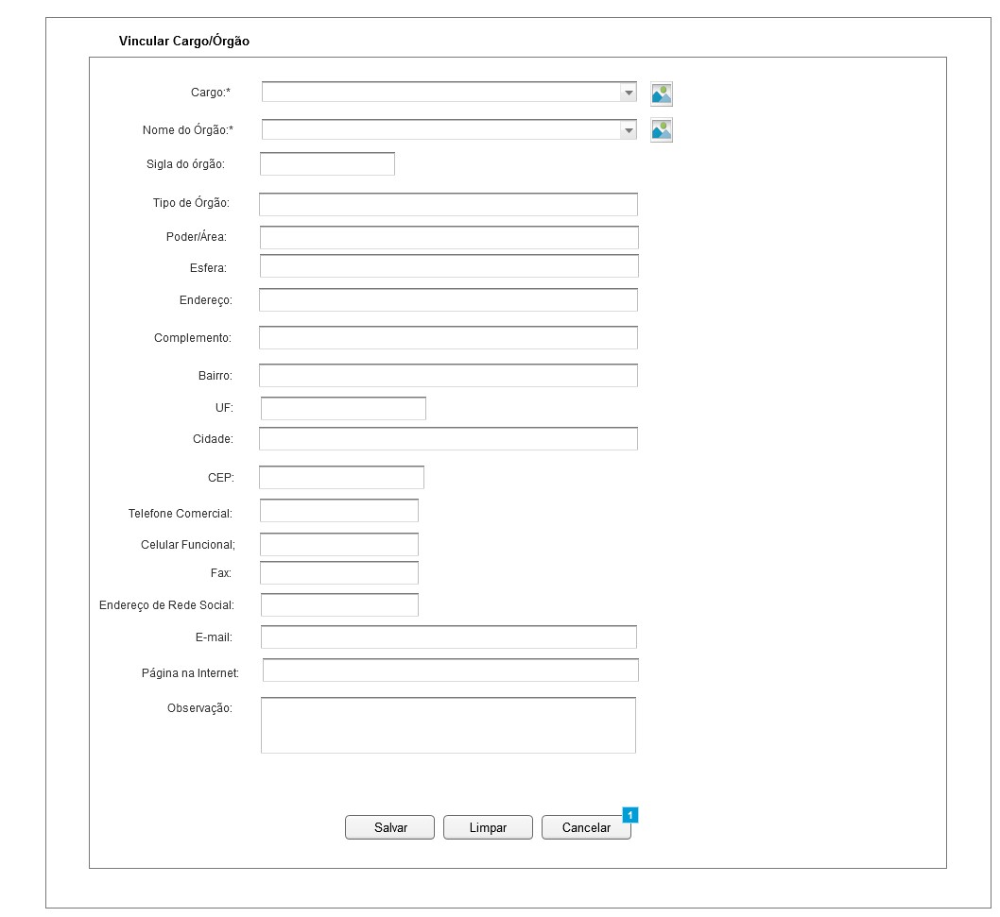 Vincular Cargo/Órgão
Cargo:*
Nome do Órgão:*
Sigla do órgão:
Tipo de Órgão:
Poder/Área:
Esfera:
Endereço:
Complemento:
Bairro:
UF:
Cidade:
CEP:
Telefone Comercial:
Celular Funcional;
Fax:
Endereço de Rede Social:
E-mail:
Página na Internet:
Observação:
1
Salvar Limpar Cancelar